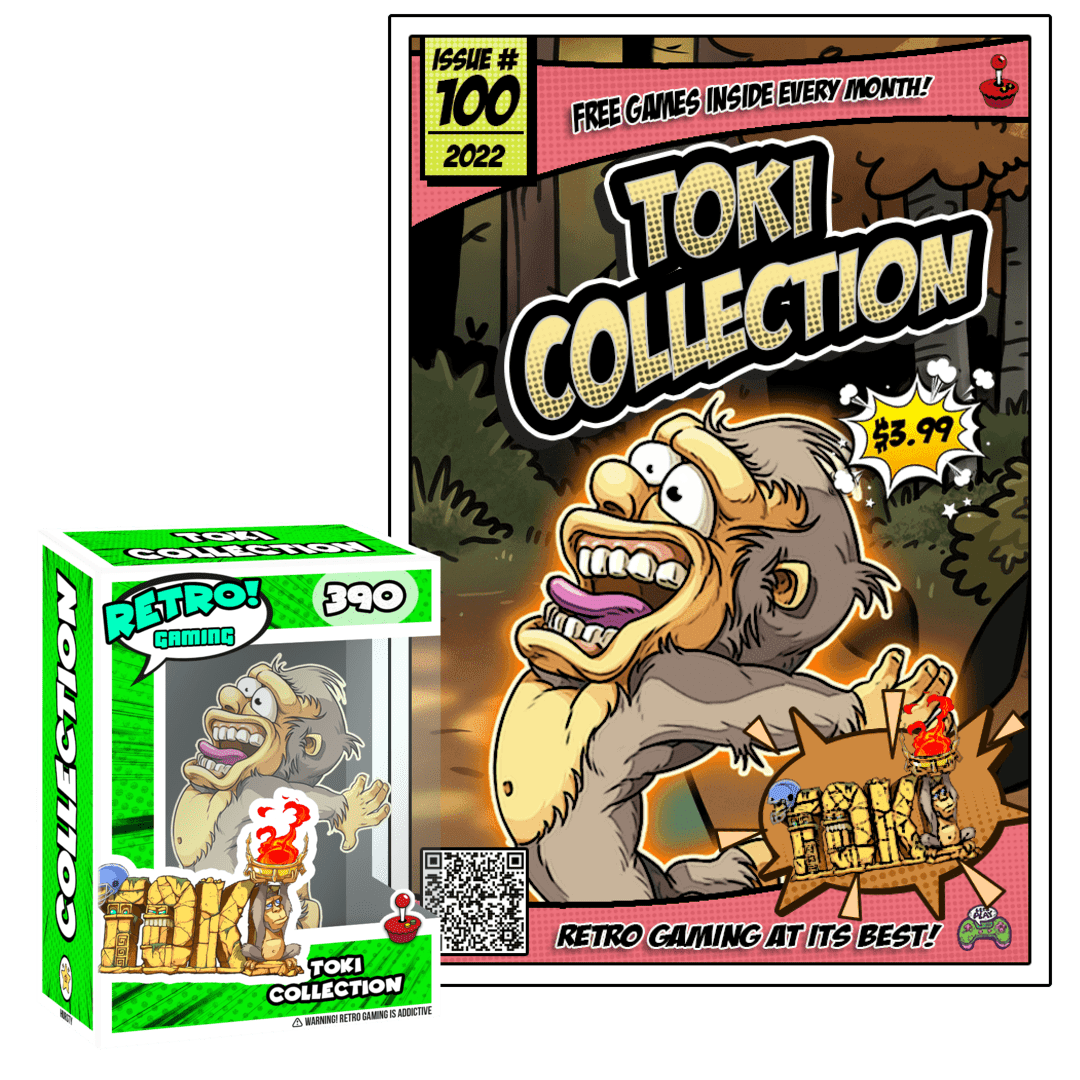 ISSUE #
100
2022
FREE GAMES INSIDE EVERY MONTH!
TOKI
COLLECTION
$3.99
TOKI
RETRO GAMING AT ITS BEST!
TOKI
COLLECTION
COLLECTION
RETRO!
GAMING
390
TOKI
TOKI
COLLECTION
WARNING! RETRO GAMING IS ADDICTIVE